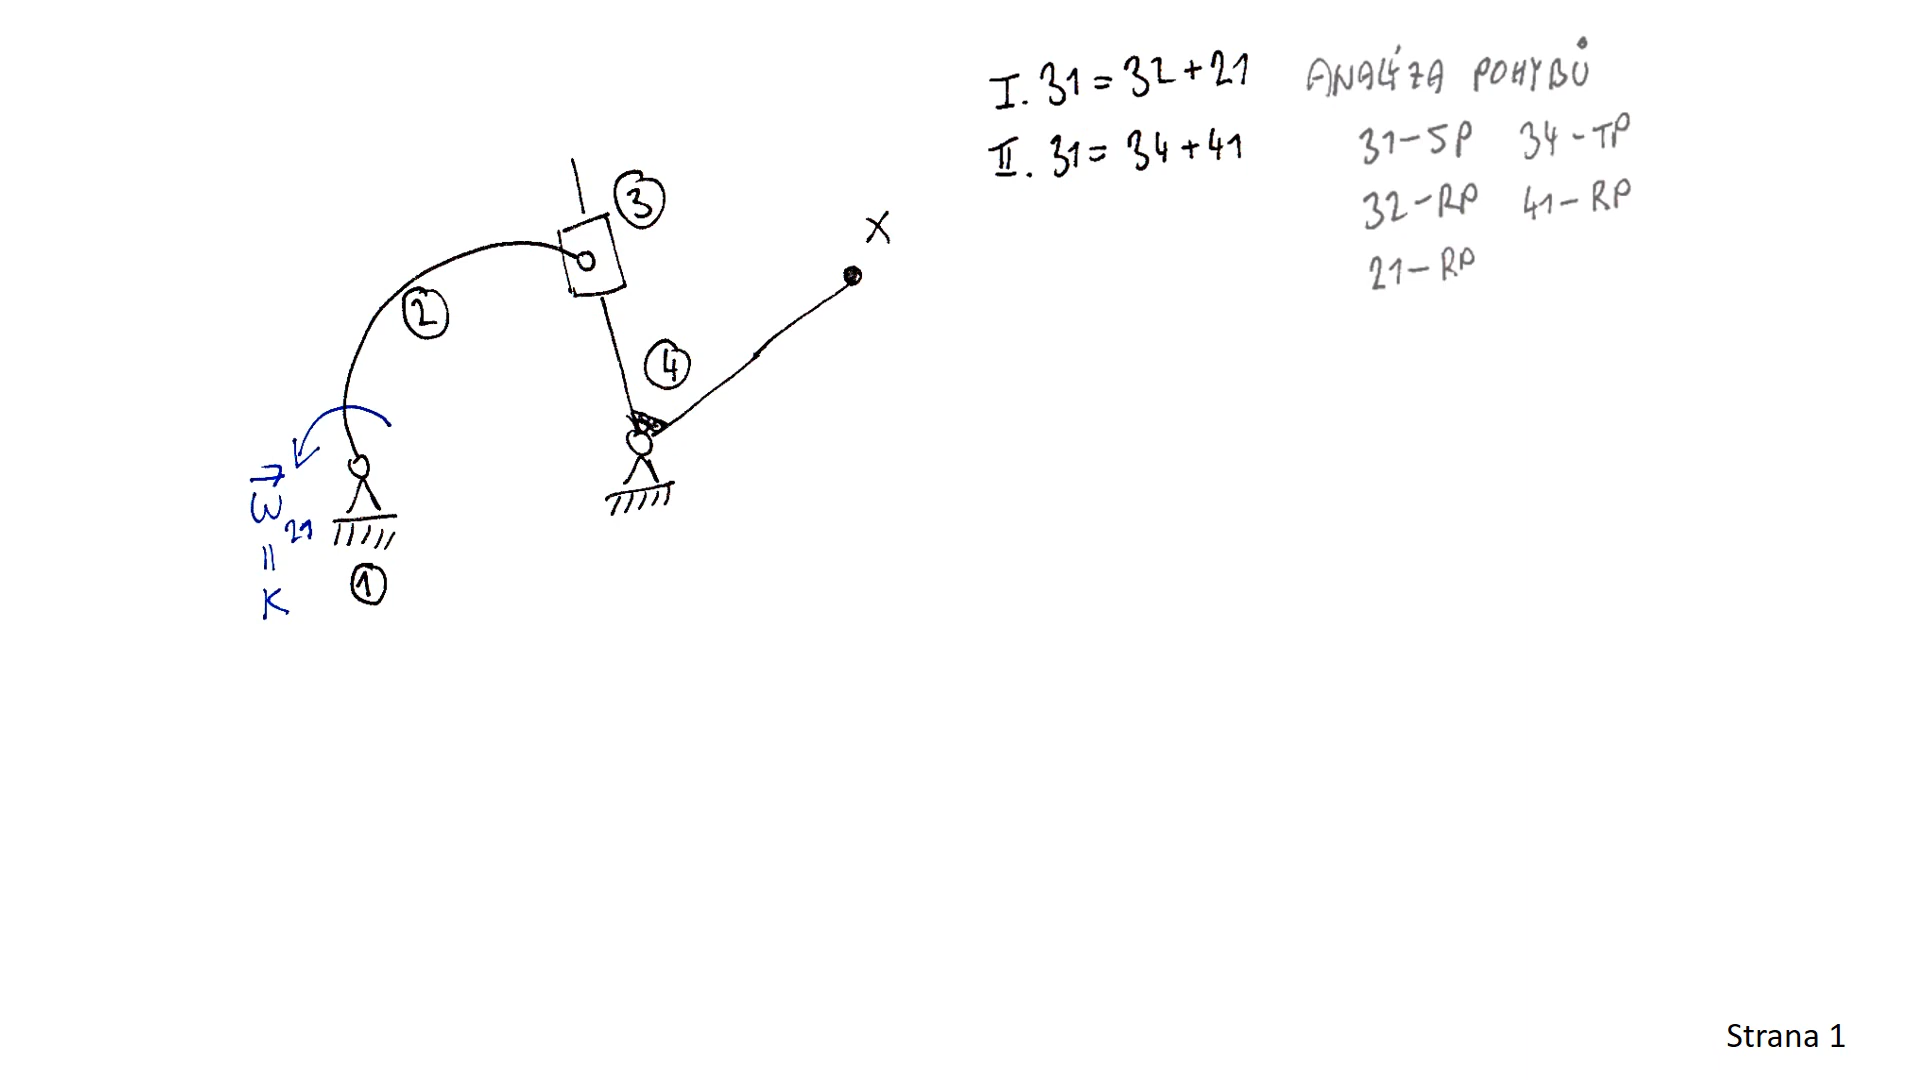 I. 31 = 32 + 21 ANALÝZA POHYBŮ
II. 31 = 34 + 41
31 - SP 34 - TP
32 - RP 41 - RP
21 - RP
3
X
2
4
ω⃗21
=
K
1
Strana 1